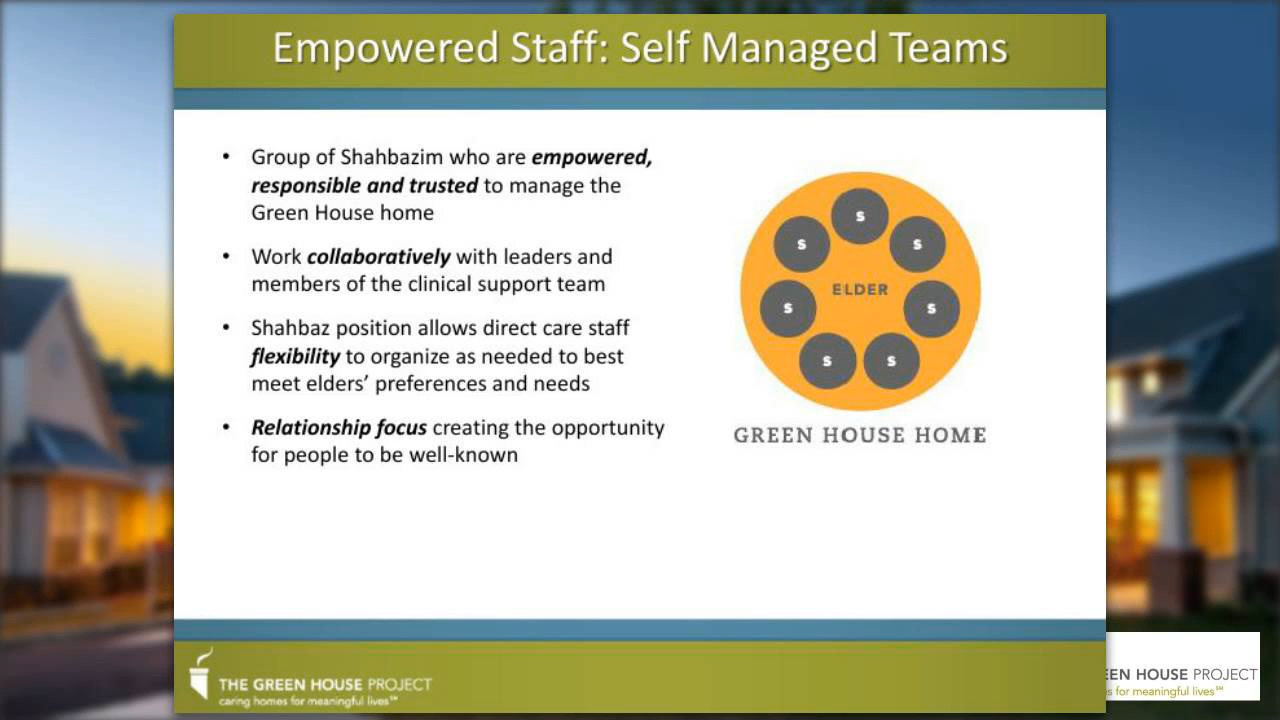 Empowered Staff: Self Managed Teams
• Group of Shahbazim who are empowered,
responsible and trusted to manage the
Green House home
• Work collaboratively with leaders and
members of the clinical support team
• Shahbaz position allows direct care staff
flexibility to organize as needed to best
meet elders’ preferences and needs
• Relationship focus creating the opportunity
for people to be well-known
S
S
S
ELDER
S
S
S
S
GREEN HOUSE HOME
THE GREEN HOUSE PROJECT
caring homes for meaningful lives℠
EEN HOUSE PROJECT
s for meaningful lives℠